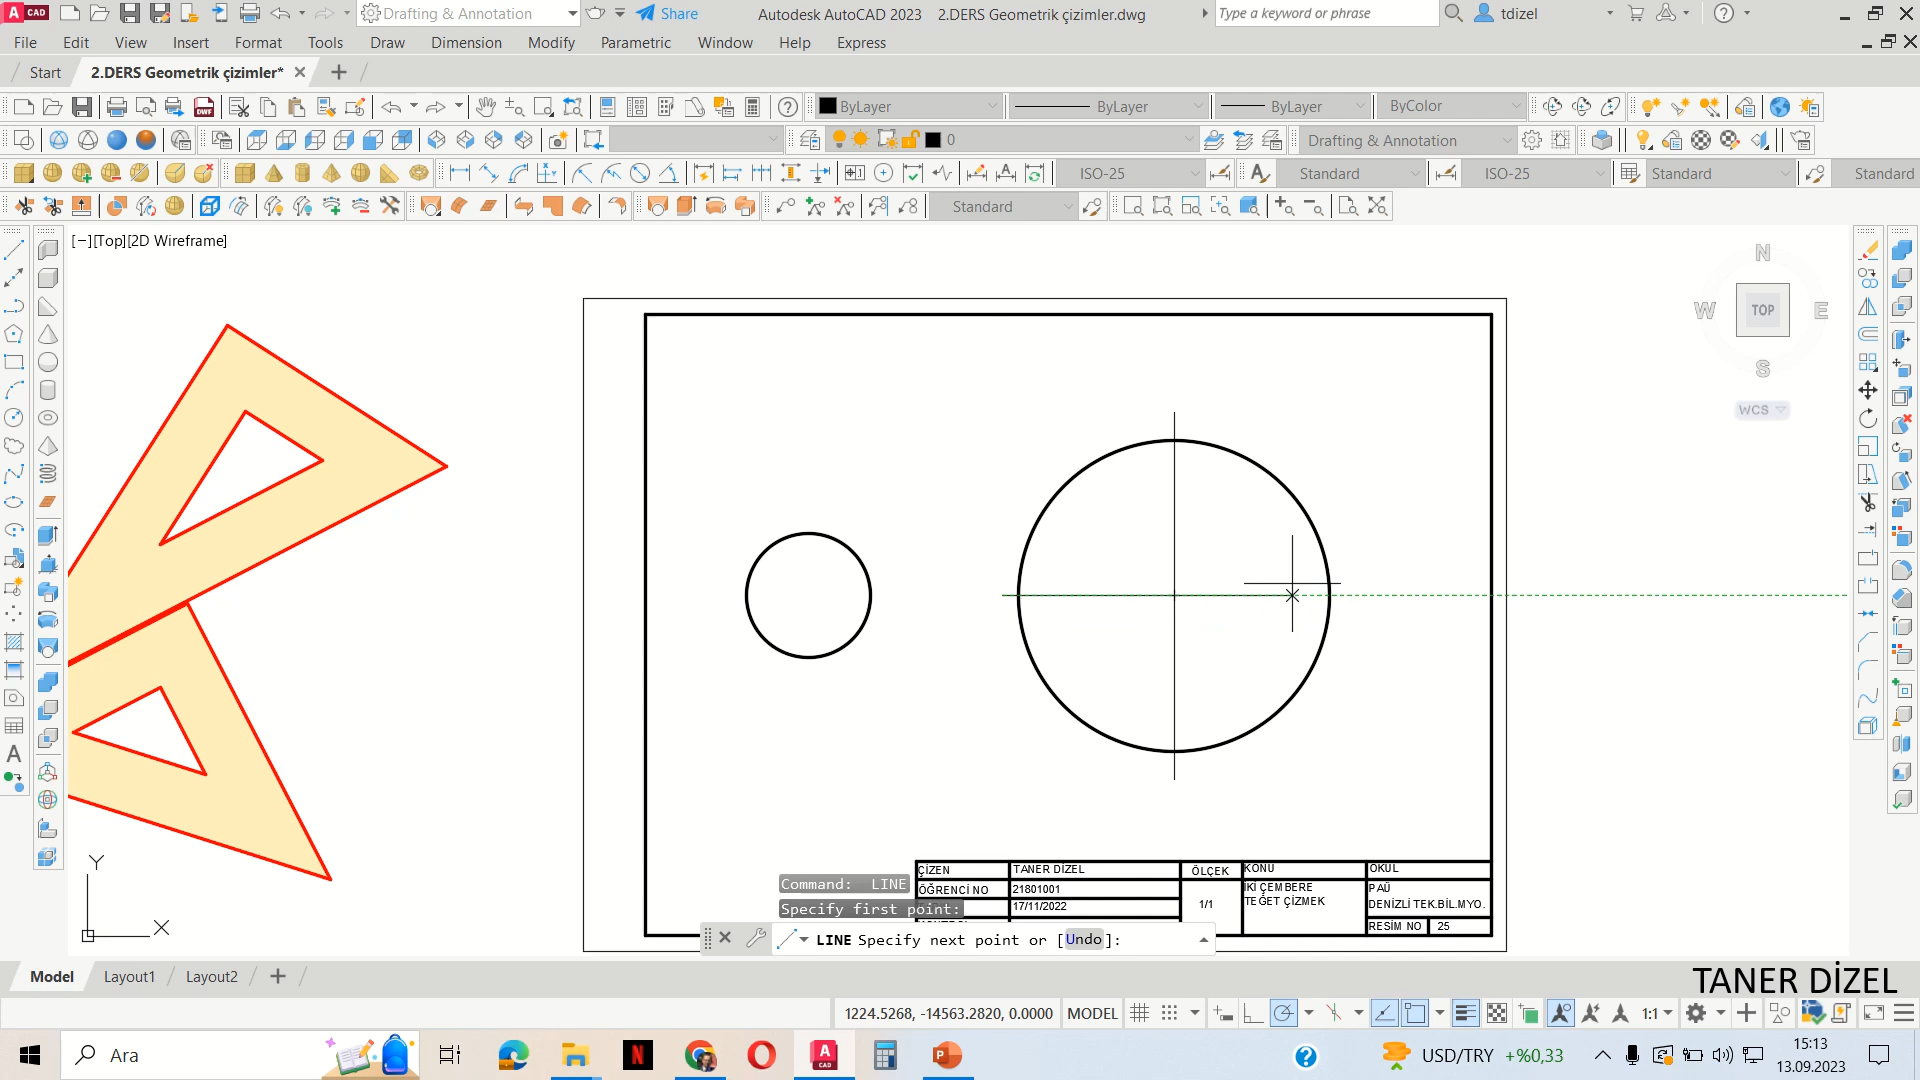 A CAD
Drafting & Annotation
Share
Autodesk AutoCAD 2023 2.DERS Geometrik çizimler.dwg
Type a keyword or phrase
tdizel
File Edit View Insert Format Tools Draw Dimension Modify Parametric Window Help Express
Start
2.DERS Geometrik çizimler*
ByLayer
ByLayer
ByLayer
ByColor
0
Drafting & Annotation
ISO-25
Standard
ISO-25
Standard
Standard
Standard
[−][Top][2D Wireframe]
N
W
TOP
E
S
WCS
ÇİZEN
TANER DİZEL
ÖLÇEK
KONU
OKUL
ÖĞRENCİ NO
21801001
1/1
İKİ ÇEMBERE
TEĞET ÇİZMEK
PAÜ
DENİZLİ TEK.BİL.MYO.
17/11/2022
RESİM NO
25
Y
X
Command: LINE
Specify first point:
LINE Specify next point or [Undo]:
Model
Layout1
Layout2
TANER DİZEL
1224.5268, -14563.2820, 0.0000
MODEL
1:1
Ara
USD/TRY +%0,33
15:13
13.09.2023